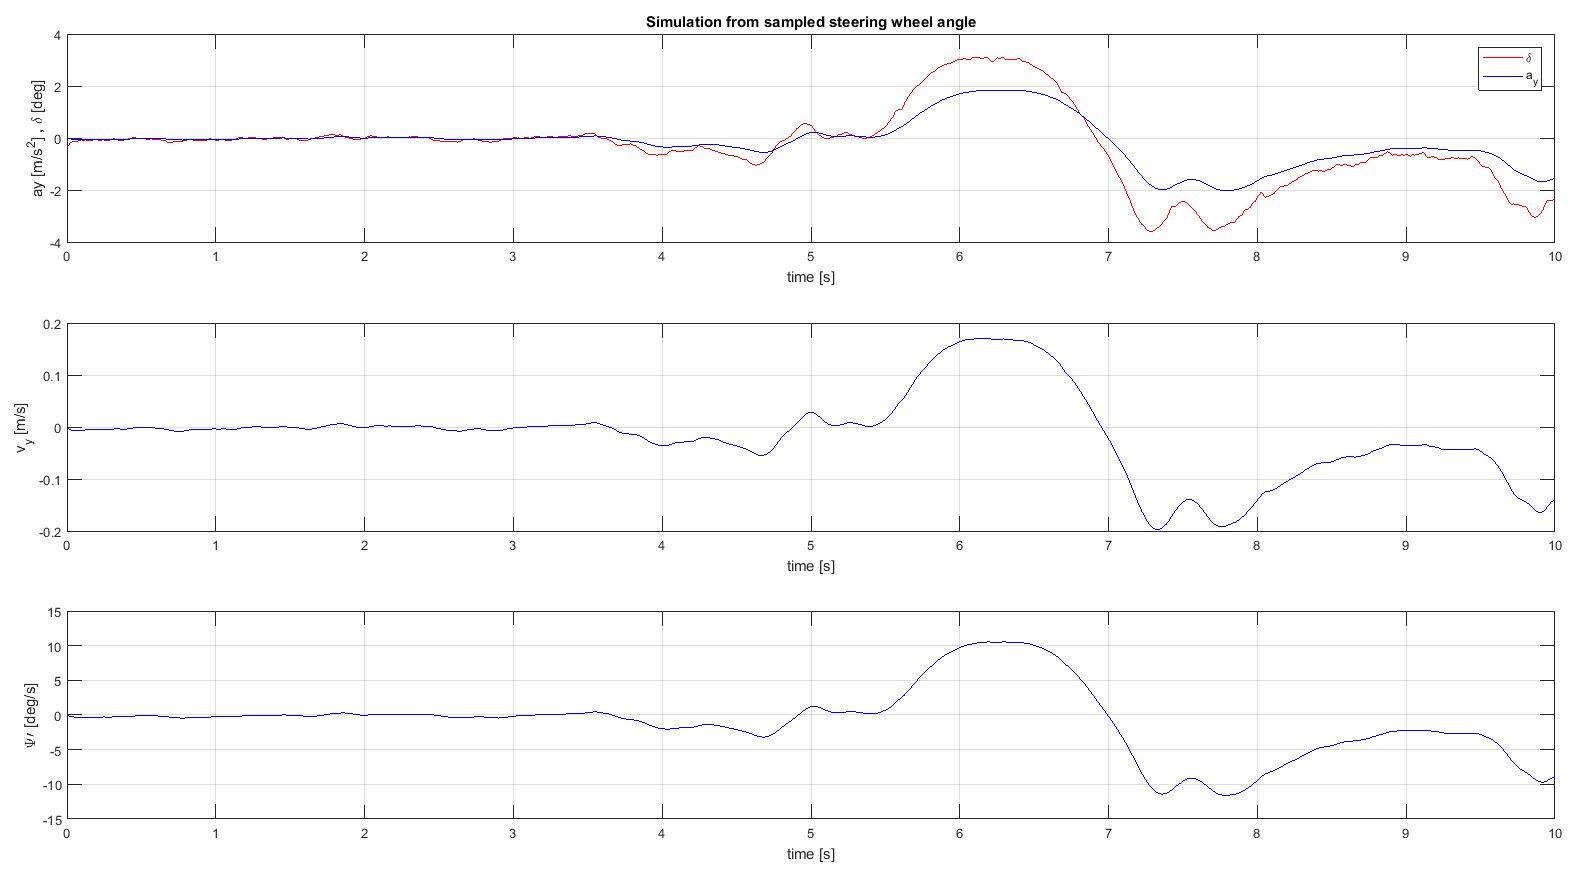 Simulation from sampled steering wheel angle
ay [m/s²] , δ [deg]
4
2
0
-2
-4
δ
a_y
0 1 2 3 4 5 6 7 8 9 10
time [s]
v_y [m/s]
0.2
0.1
0
-0.1
-0.2
0 1 2 3 4 5 6 7 8 9 10
time [s]
Ψ′ [deg/s]
15
10
5
0
-5
-10
-15
0 1 2 3 4 5 6 7 8 9 10
time [s]